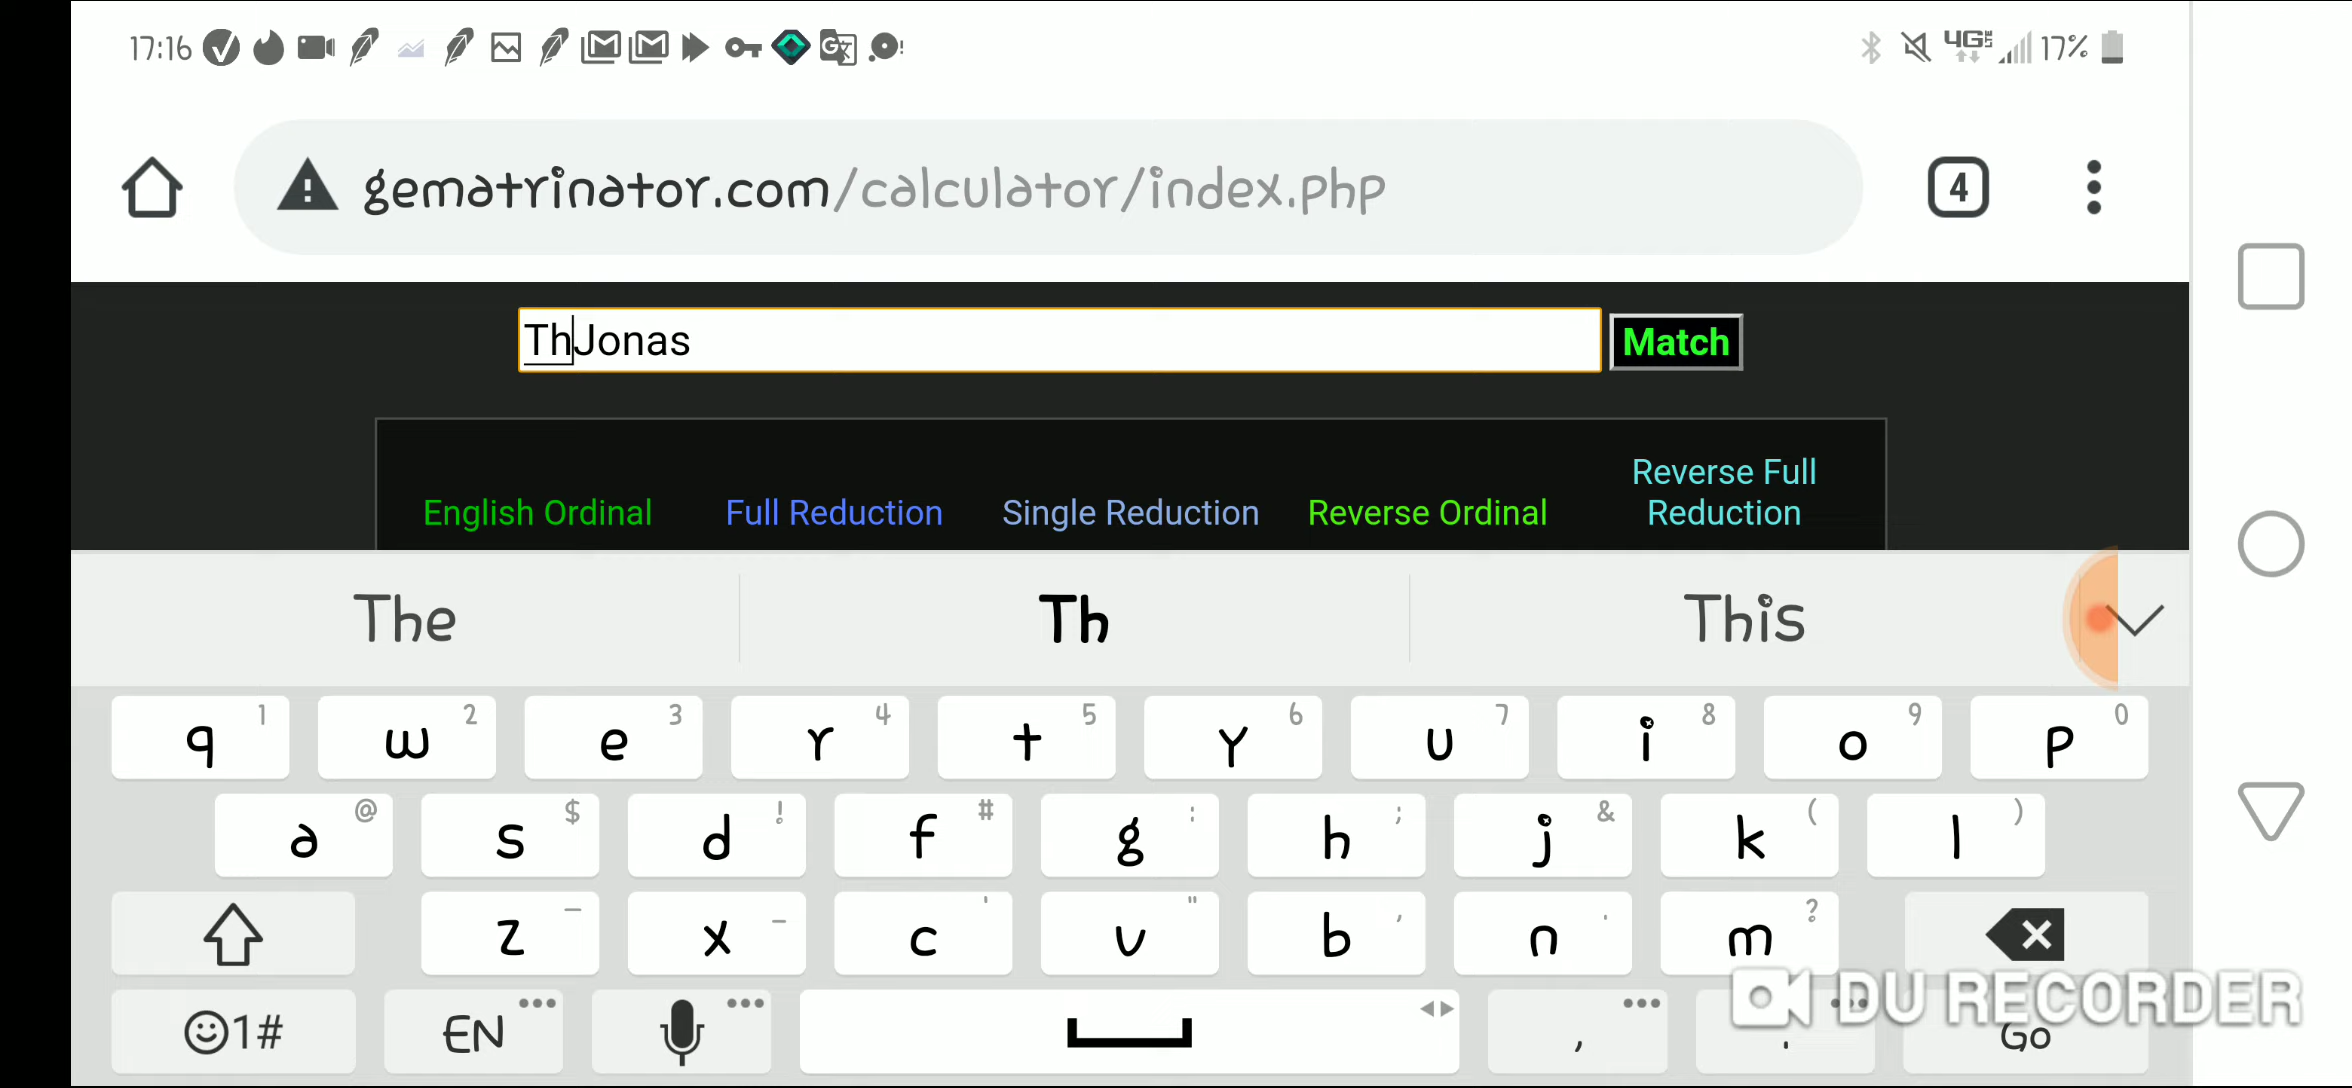 17:16 4G LTE 17%
gematrinator.com/calculator/index.php 4
ThJonas Match
English Ordinal Full Reduction Single Reduction Reverse Ordinal Reverse Full Reduction
The Th This
q 1 w 2 e 3 r 4 t 5 y 6 u 7 i 8 o 9 p 0
a @ s $ d ! f # g : h ; j & k ( l )
z — x - c ' v " b , n . m ?
DU RECORDER
1# EN , . Go